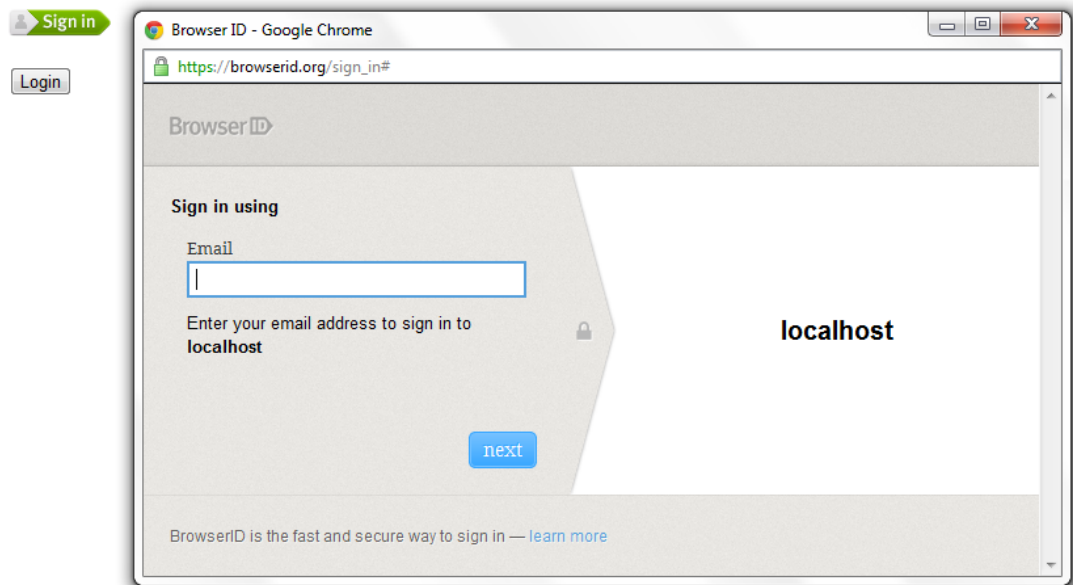 Sign in
Login
Browser ID - Google Chrome
https://browserid.org/sign_in#
BrowserID
Sign in using
Email
Enter your email address to sign in to
localhost
next
localhost
BrowserID is the fast and secure way to sign in — learn more